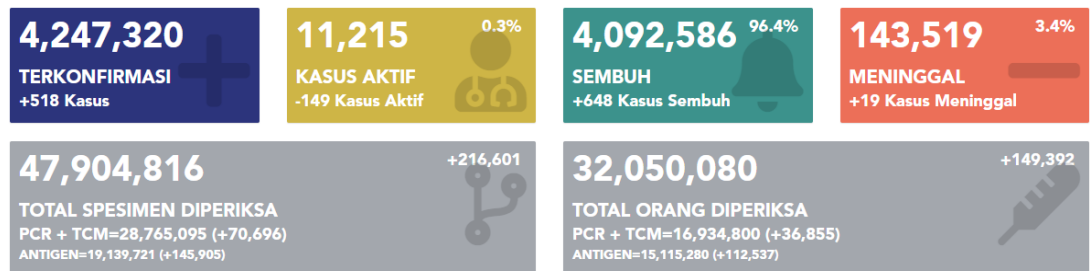 4,247,320
TERKONFIRMASI
+518 Kasus
11,215
0.3%
KASUS AKTIF
-149 Kasus Aktif
4,092,586
96.4%
SEMBUH
+648 Kasus Sembuh
143,519
3.4%
MENINGGAL
+19 Kasus Meninggal
47,904,816
+216,601
TOTAL SPESIMEN DIPERIKSA
PCR + TCM=28,765,095 (+70,696)
ANTIGEN=19,139,721 (+145,905)
32,050,080
+149,392
TOTAL ORANG DIPERIKSA
PCR + TCM=16,934,800 (+36,855)
ANTIGEN=15,115,280 (+112,537)